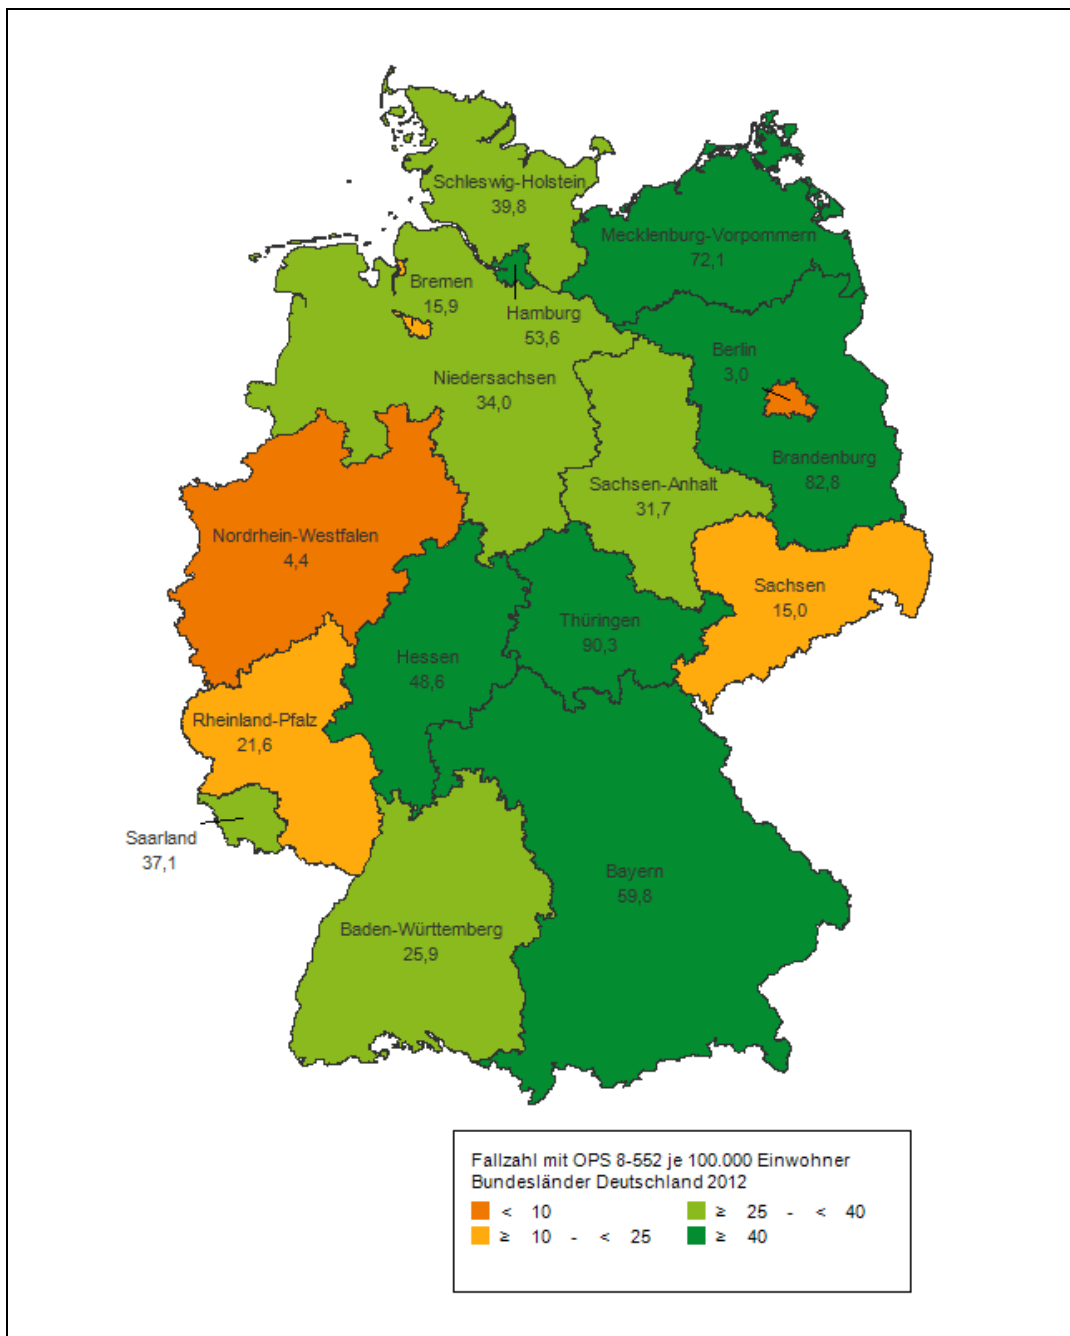 Schleswig-Holstein
39,8
Mecklenburg-Vorpommern
72,1
Bremen
15,9
Hamburg
53,6
Berlin
3,0
Niedersachsen
34,0
Brandenburg
82,8
Sachsen-Anhalt
31,7
Nordrhein-Westfalen
4,4
Sachsen
15,0
Thüringen
90,3
Hessen
48,6
Rheinland-Pfalz
21,6
Saarland
37,1
Bayern
59,8
Baden-Württemberg
25,9
Fallzahl mit OPS 8-552 je 100.000 Einwohner
Bundesländer Deutschland 2012
< 10
≥ 25 - < 40
≥ 10 - < 25
≥ 40